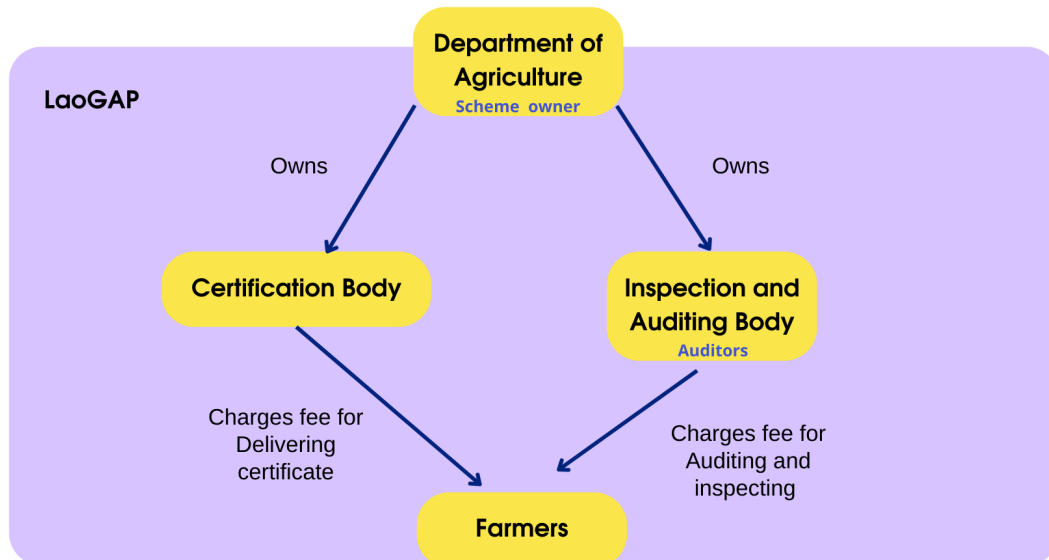 Department of
Agriculture
Scheme owner
LaoGAP
Owns
Owns
Certification Body
Inspection and
Auditing Body
Auditors
Charges fee for
Delivering
certificate
Charges fee for
Auditing and
inspecting
Farmers